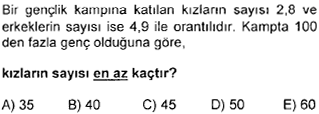 Bir gençlik kampına katılan kızların sayısı 2,8 ve
erkeklerin sayısı ise 4,9 ile orantılıdır. Kampta 100
den fazla genç olduğuna göre,
kızların sayısı en az kaçtır?
A) 35 B) 40 C) 45 D) 50 E) 60